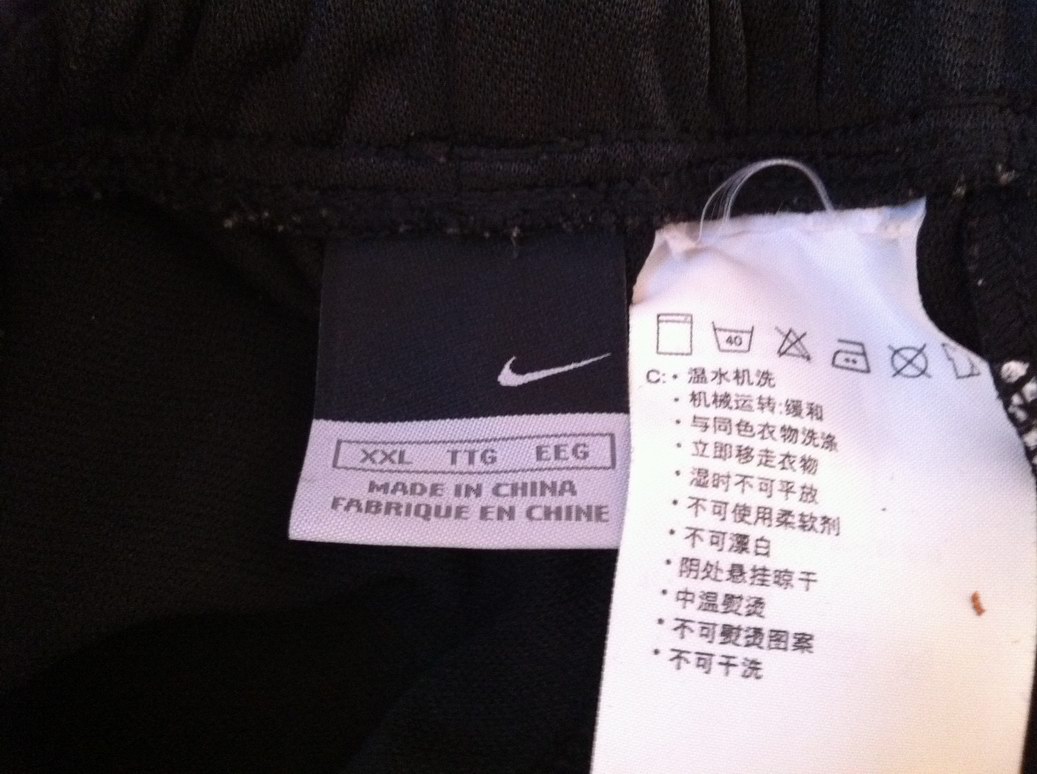 XXL TTG EEG
MADE IN CHINA
FABRIQUE EN CHINE
40
C: · 温水机洗
· 机械运转:缓和
· 与同色衣物洗涤
· 立即移走衣物
· 湿时不可平放
· 不可使用柔软剂
· 不可漂白
· 阴处悬挂晾干
· 中温熨烫
· 不可熨烫图案
· 不可干洗